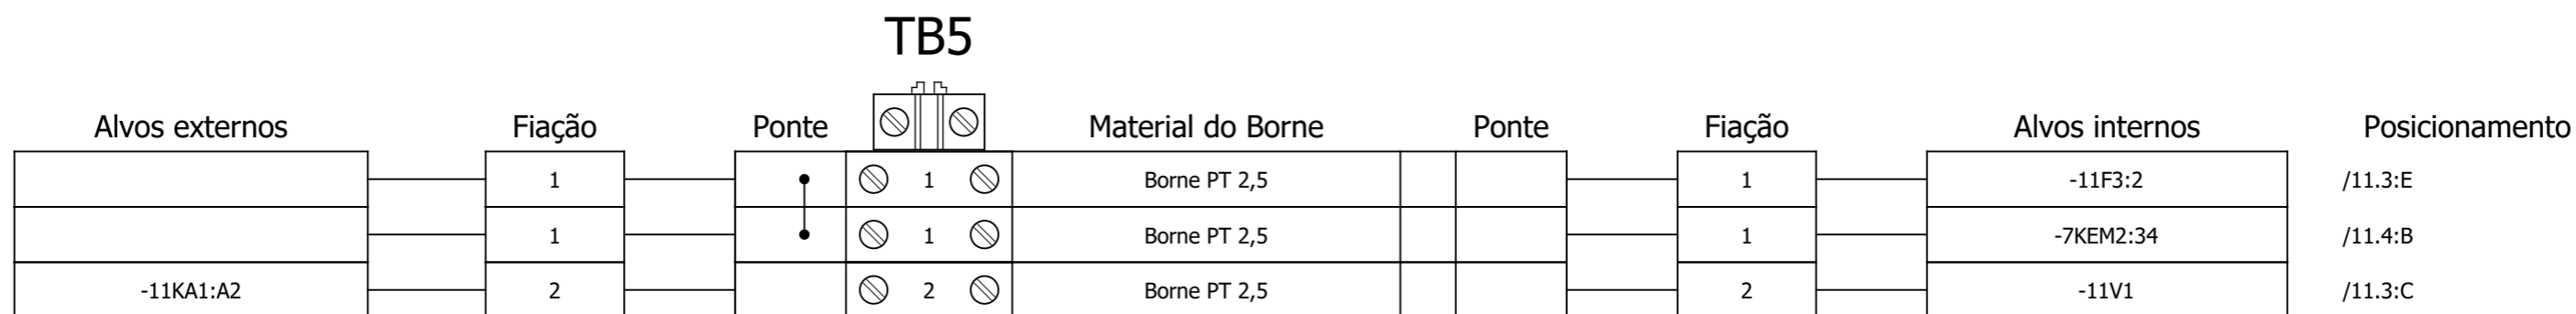 TB5
Alvos externos Fiação Ponte Material do Borne Ponte Fiação Alvos internos Posicionamento
1 1 Borne PT 2,5 1 -11F3:2 /11.3:E
1 1 Borne PT 2,5 1 -7KEM2:34 /11.4:B
-11KA1:A2 2 2 Borne PT 2,5 2 -11V1 /11.3:C